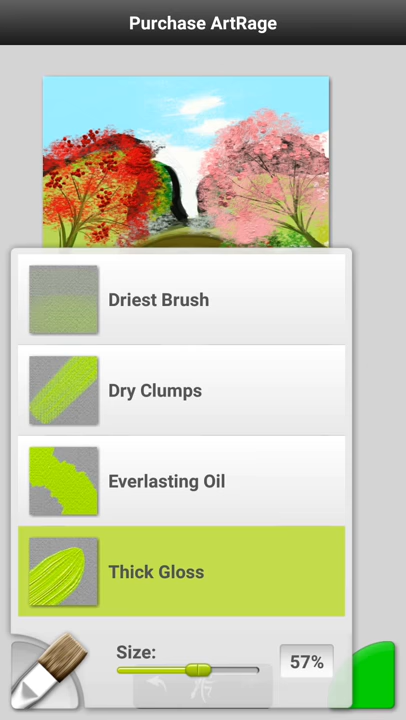 Purchase ArtRage
Driest Brush
Dry Clumps
Everlasting Oil
Thick Gloss
Size:
57%